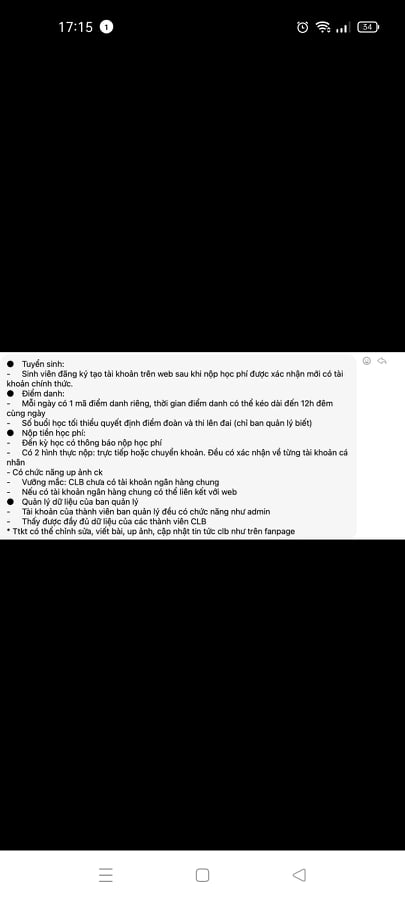 17:15 1 34
● Tuyển sinh:
- Sinh viên đăng ký tạo tài khoản trên web sau khi nộp học phí được xác nhận mới có tài
khoản chính thức.
● Điểm danh:
- Mỗi ngày có 1 mã điểm danh riêng, thời gian điểm danh có thể kéo dài đến 12h đêm
cùng ngày
- Số buổi học tối thiểu quyết định điểm đoàn và thi lên đai (chỉ ban quản lý biết)
● Nộp tiền học phí:
- Đến kỳ học có thông báo nộp học phí
- Có 2 hình thực nộp: trực tiếp hoặc chuyển khoản. Đều có xác nhận về từng tài khoản cá
nhân
- Có chức năng up ảnh ck
- Vướng mắc: CLB chưa có tài khoản ngân hàng chung
- Nếu có tài khoản ngân hàng chung có thể liên kết với web
● Quản lý dữ liệu của ban quản lý
- Tài khoản của thành viên ban quản lý đều có chức năng như admin
- Thấy được đầy đủ dữ liệu của các thành viên CLB
* Ttkt có thể chỉnh sửa, viết bài, up ảnh, cập nhật tin tức clb như trên fanpage